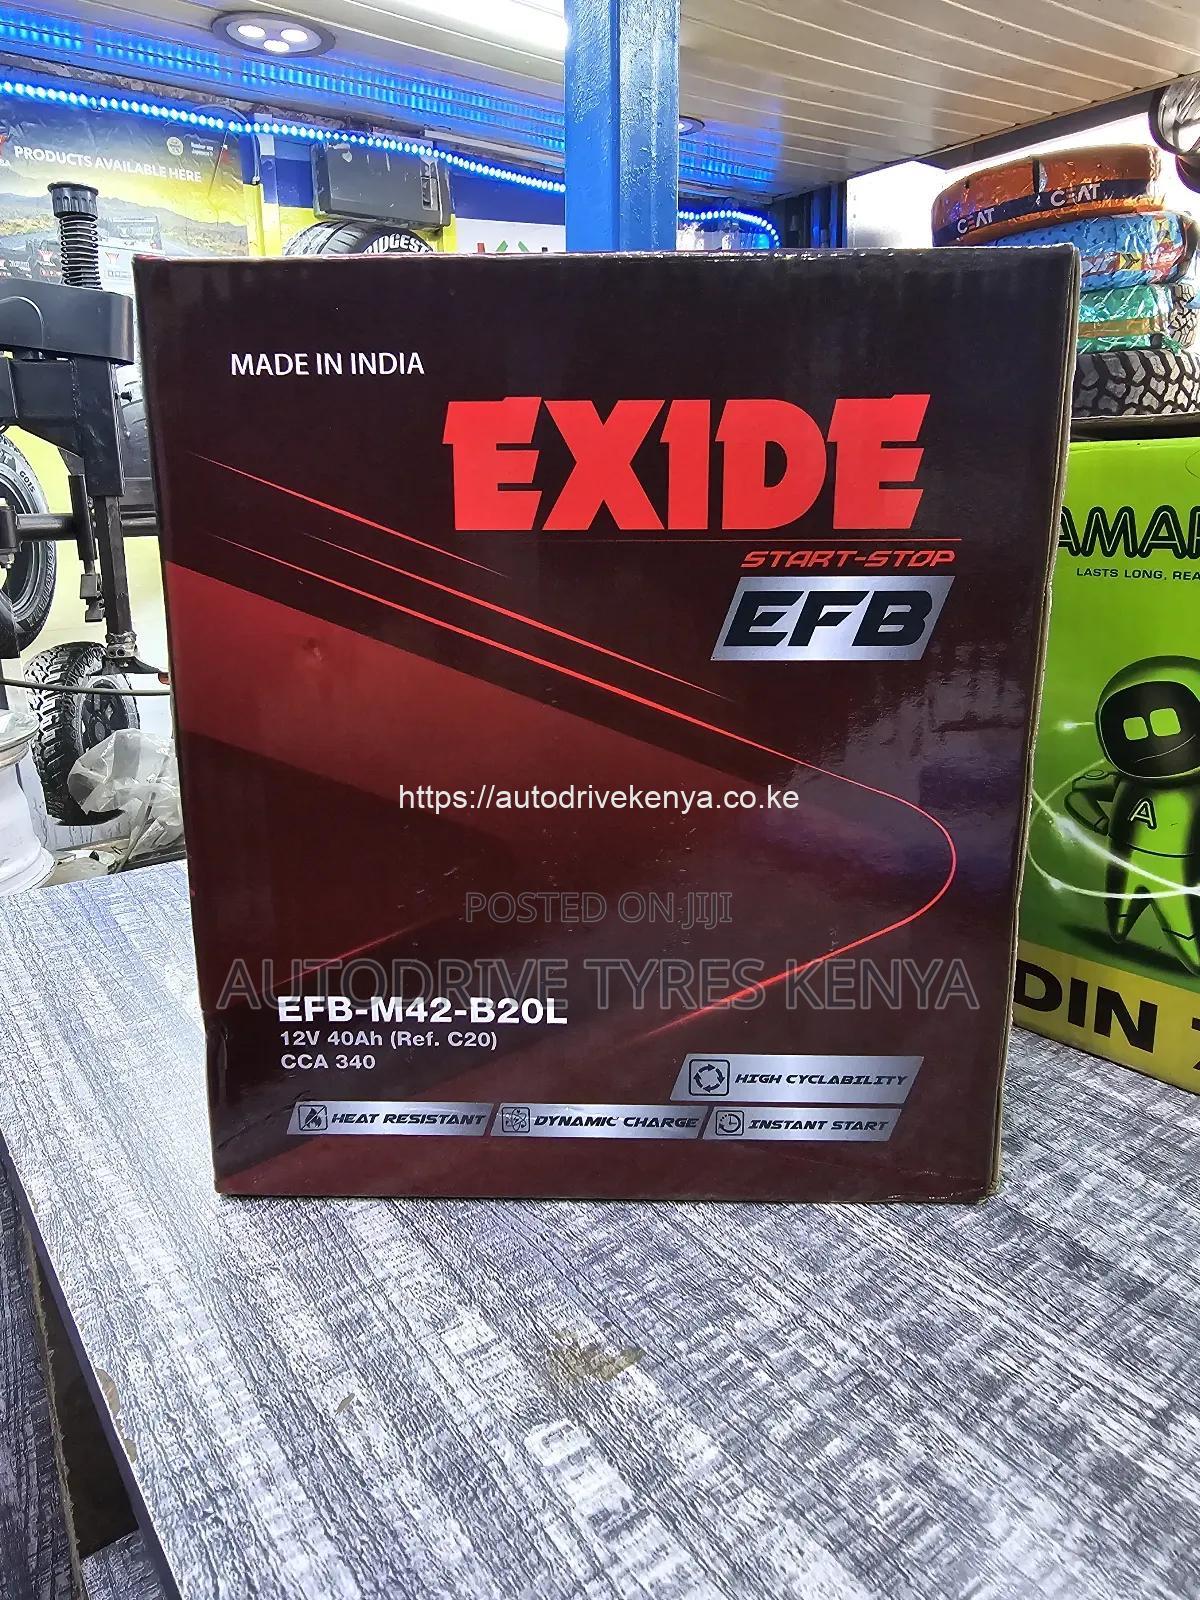 PRODUCTS AVAILABLE HERE
CEAT
CEAT
MADE IN INDIA
EXIDE
START-STOP
EFB
LASTS LONG, REA
https://autodrivekenya.co.ke
POSTED ON JIJI
AUTODRIVE TYRES KENYA
A
DIN
EFB-M42-B20L
12V 40Ah (Ref. C20)
CCA 340
HIGH CYCLABILITY
HEAT RESISTANT
DYNAMIC CHARGE
INSTANT START